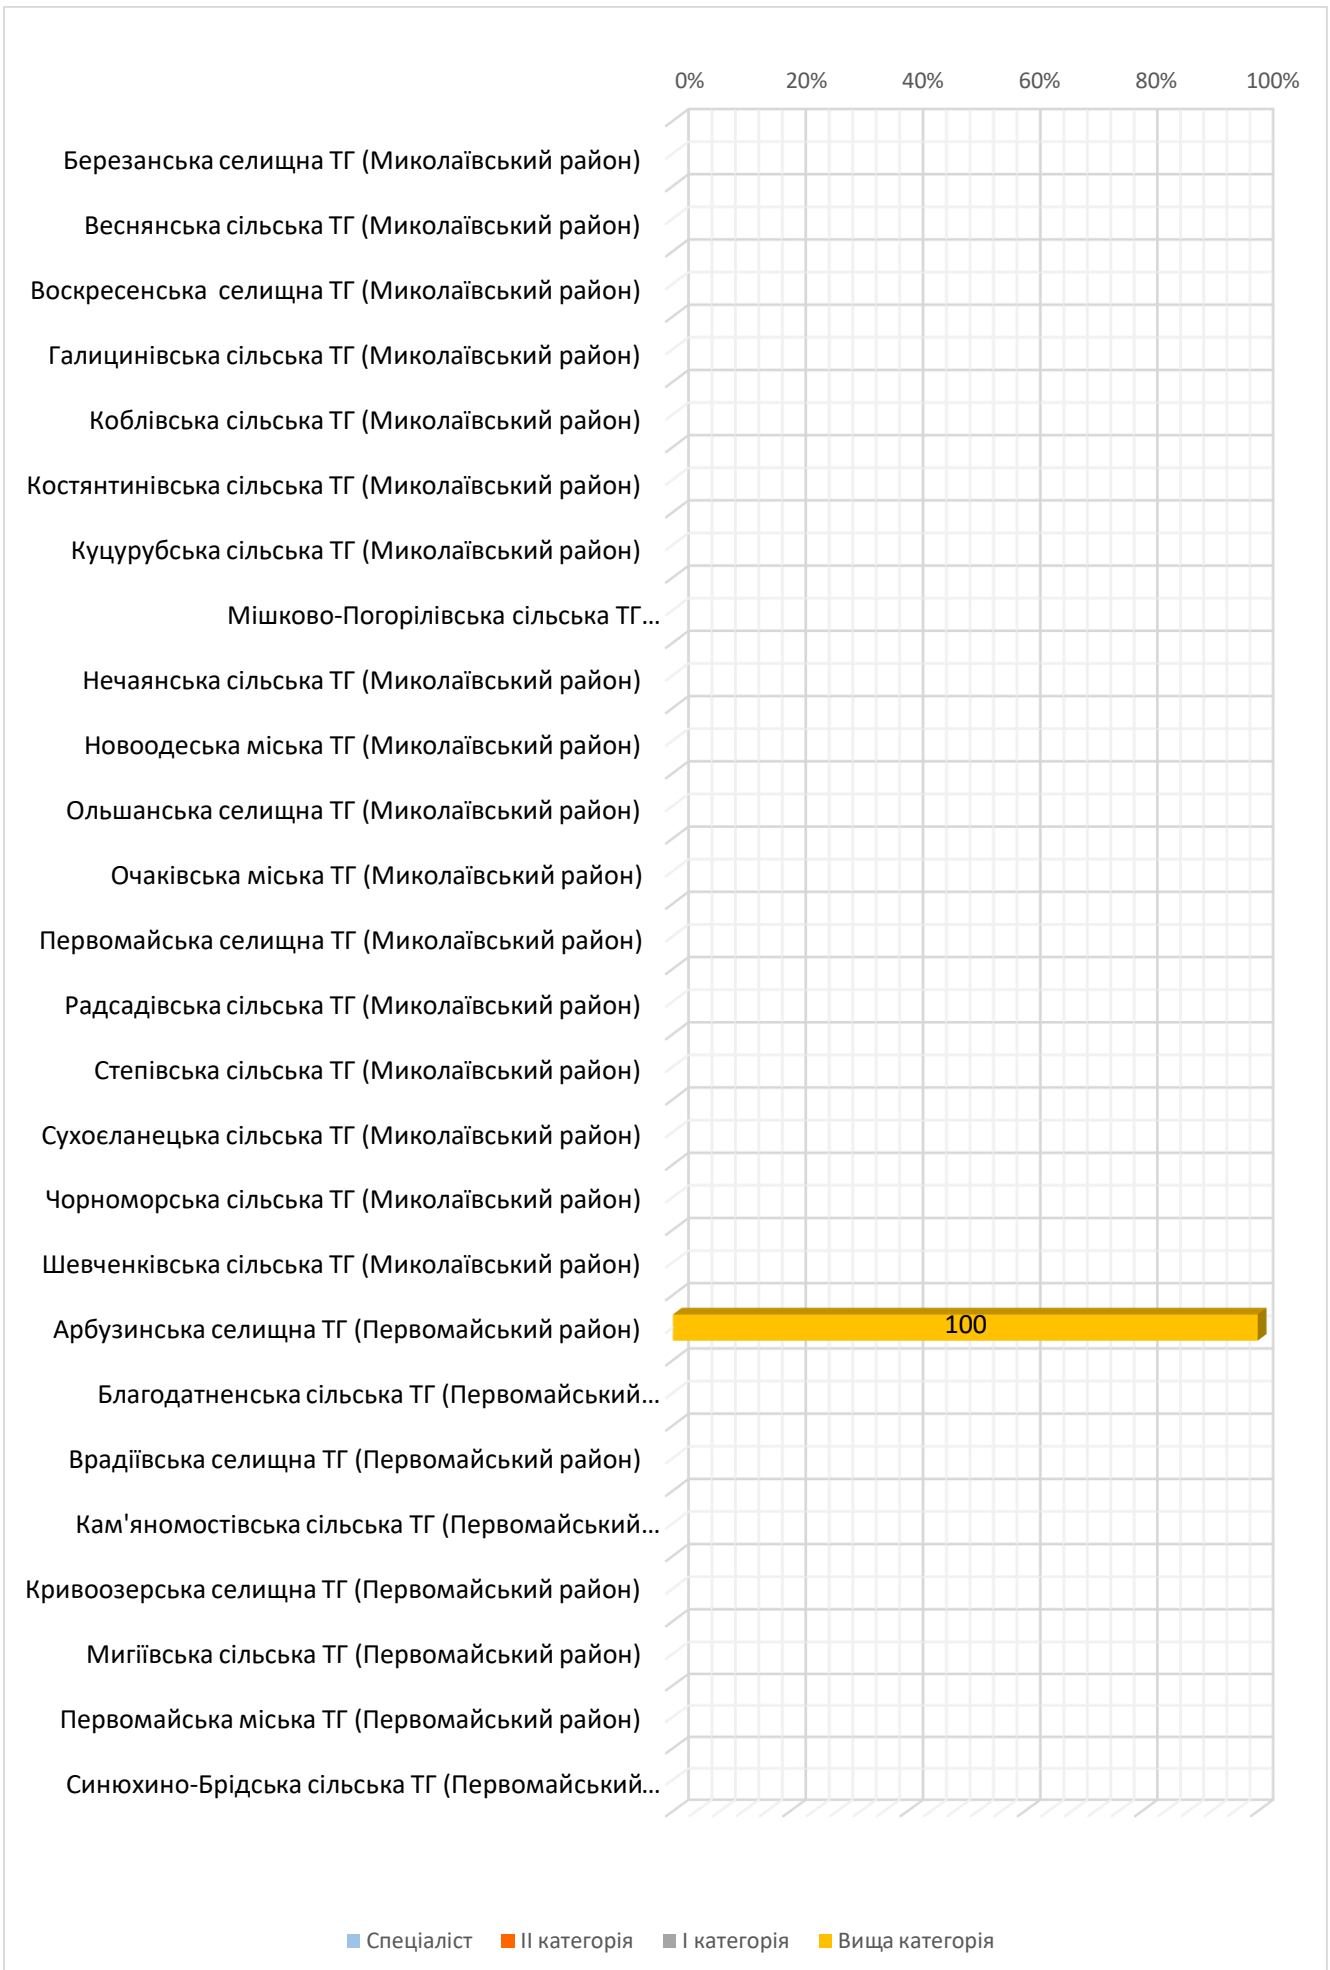 0% 20% 40% 60% 80% 100%
Березанська селищна ТГ (Миколаївський район)
Веснянська сільська ТГ (Миколаївський район)
Воскресенська  селищна ТГ (Миколаївський район)
Галицинівська сільська ТГ (Миколаївський район)
Коблівська сільська ТГ (Миколаївський район)
Костянтинівська сільська ТГ (Миколаївський район)
Куцурубська сільська ТГ (Миколаївський район)
Мішково-Погорілівська сільська ТГ...
Нечаянська сільська ТГ (Миколаївський район)
Новоодеська міська ТГ (Миколаївський район)
Ольшанська селищна ТГ (Миколаївський район)
Очаківська міська ТГ (Миколаївський район)
Первомайська селищна ТГ (Миколаївський район)
Радсадівська сільська ТГ (Миколаївський район)
Степівська сільська ТГ (Миколаївський район)
Сухоєланецька сільська ТГ (Миколаївський район)
Чорноморська сільська ТГ (Миколаївський район)
Шевченківська сільська ТГ (Миколаївський район)
Арбузинська селищна ТГ (Первомайський район) 100
Благодатненська сільська ТГ (Первомайський...
Врадіївська селищна ТГ (Первомайський район)
Кам'яномостівська сільська ТГ (Первомайський...
Кривоозерська селищна ТГ (Первомайський район)
Мигіївська сільська ТГ (Первомайський район)
Первомайська міська ТГ (Первомайський район)
Синюхино-Брідська сільська ТГ (Первомайський...
Спеціаліст ІІ категорія І категорія Вища категорія